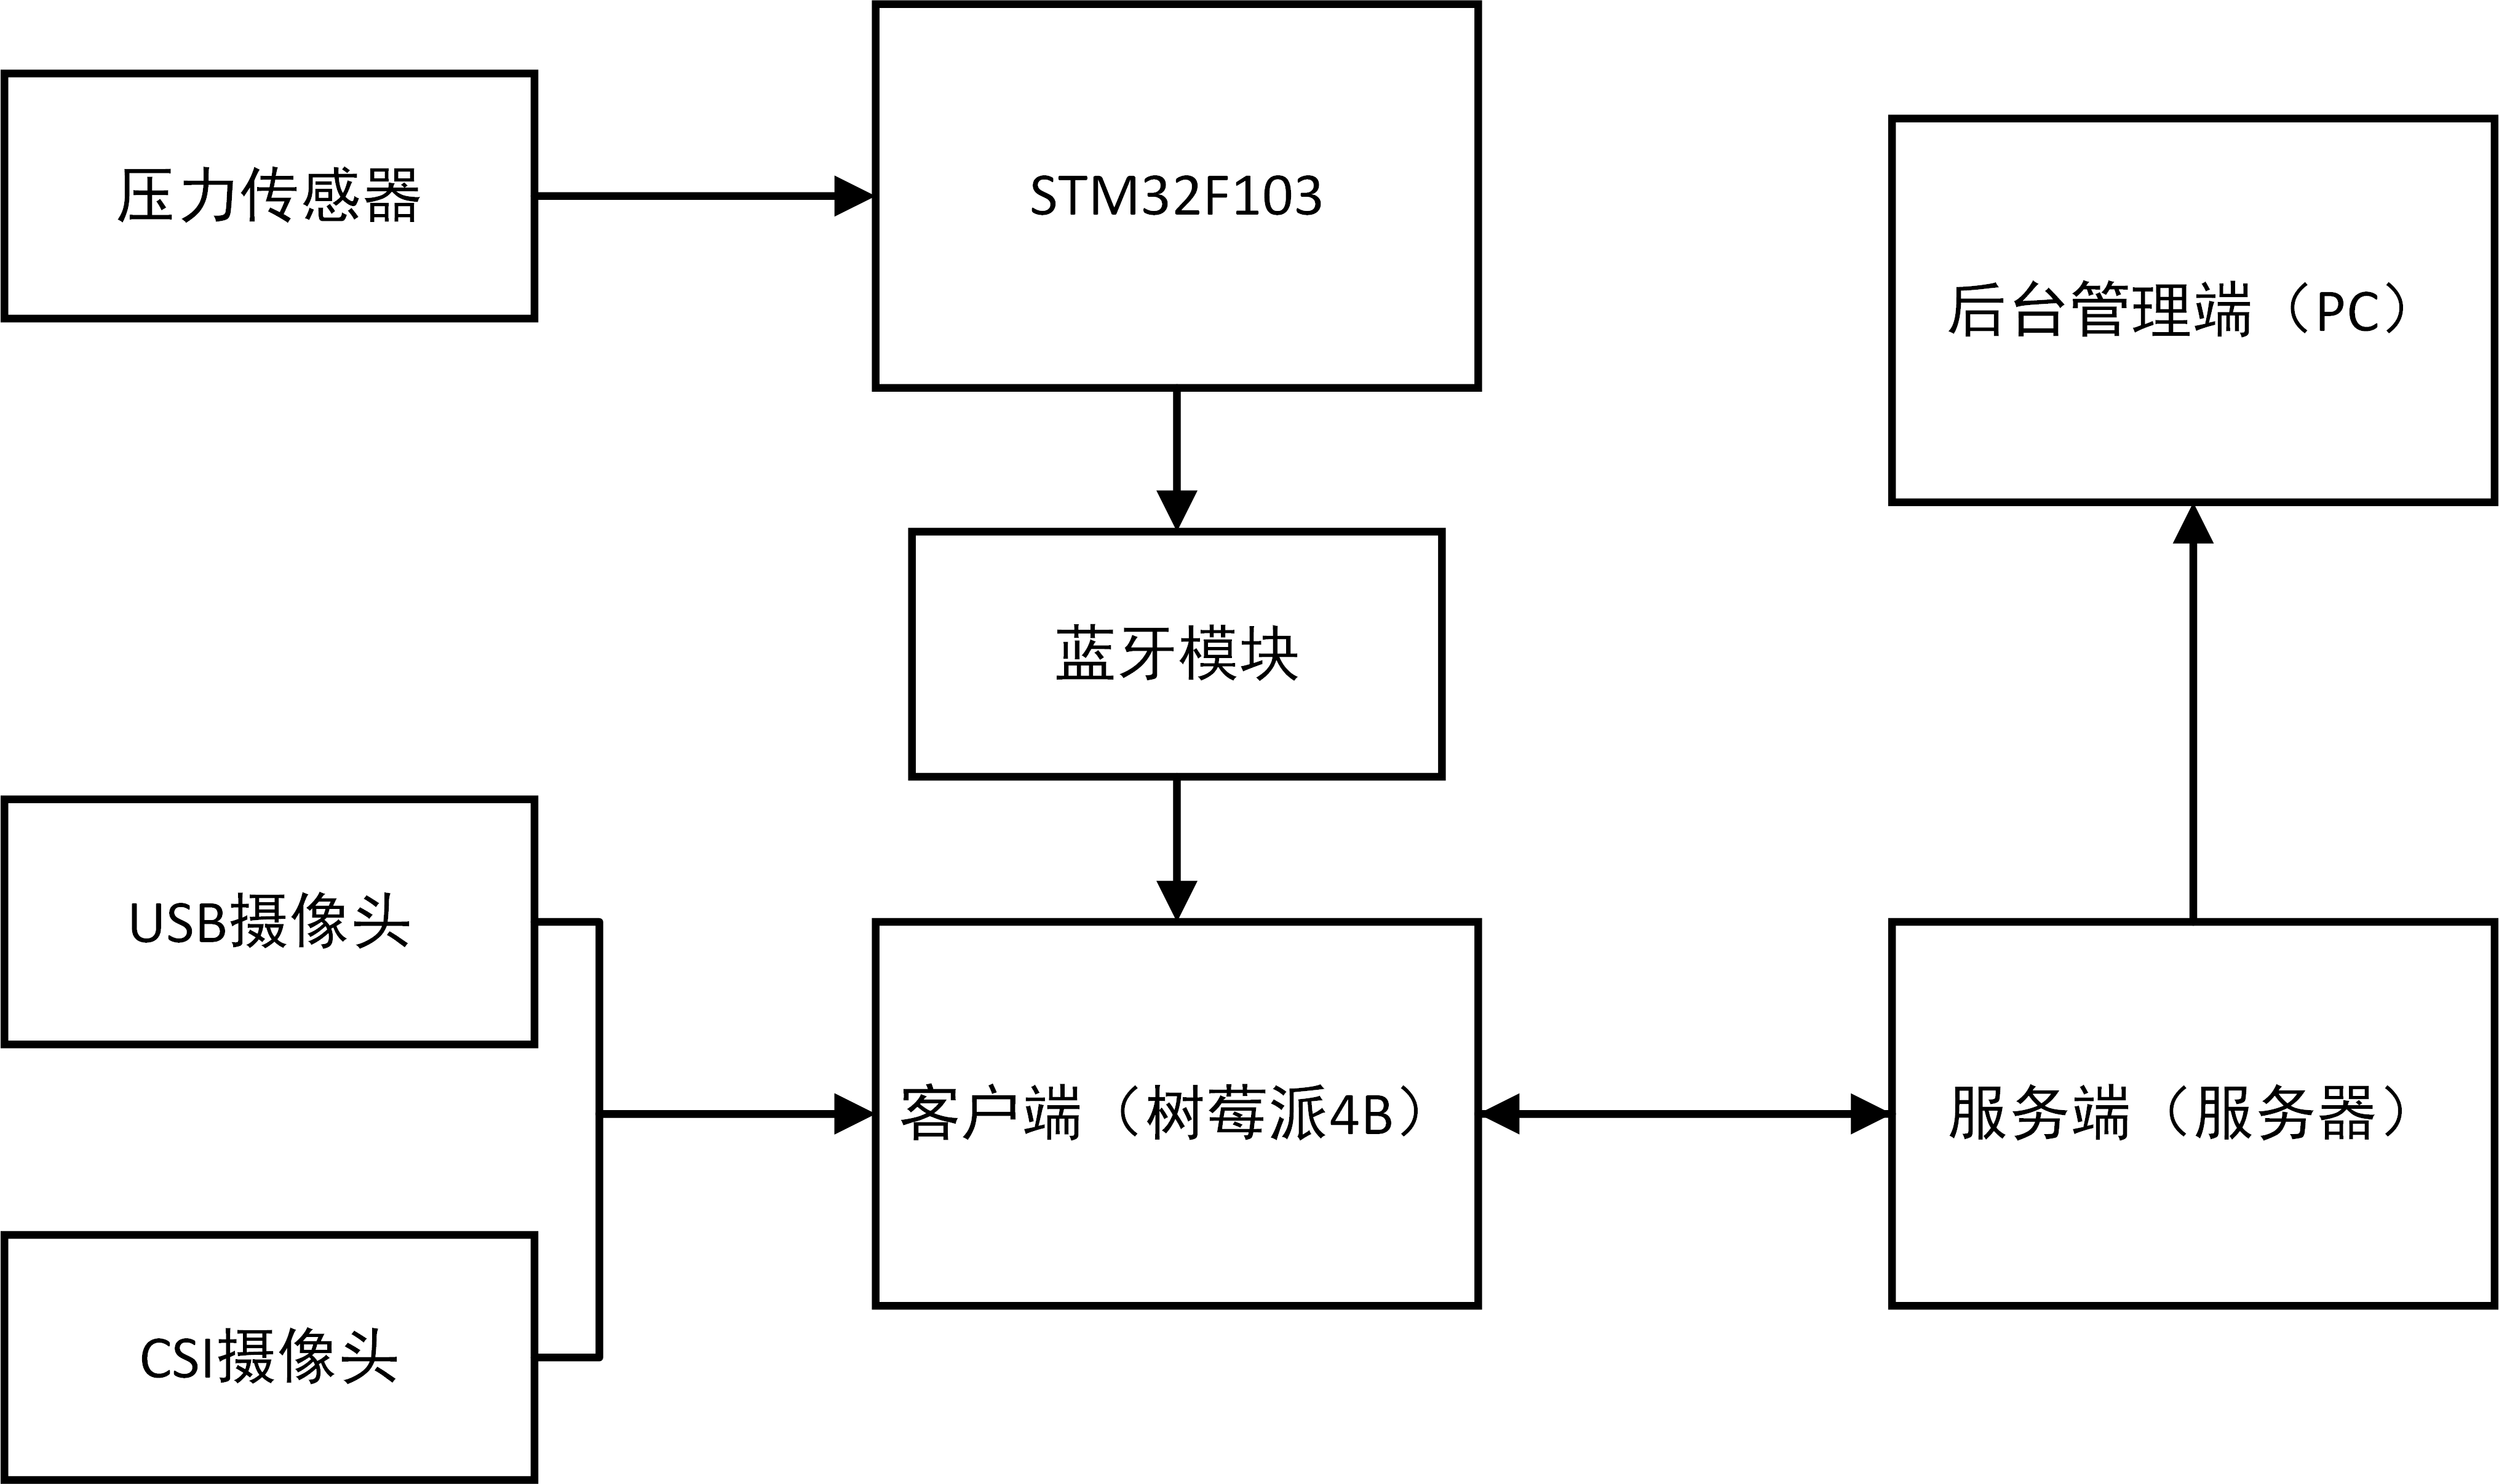 压力传感器
STM32F103
后台管理端（PC）
蓝牙模块
USB摄像头
客户端（树莓派4B）
服务端（服务器）
CSI摄像头